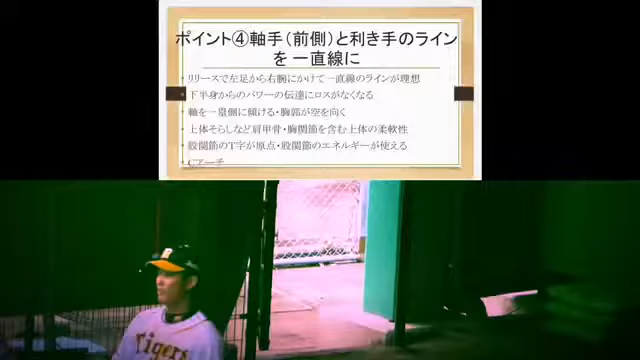 ポイント④軸手（前側）と利き手のライン
を一直線に
・リリースで左足から右腕にかけて一直線のラインが理想
・下半身からのパワーの伝達にロスがなくなる
・軸を一塁側に傾ける・胸郭が空を向く
・上体そらしなど肩甲骨・胸関節を含む上体の柔軟性
・股関節のT字が原点・股関節のエネルギーが使える
・Cアーチ
Tigers